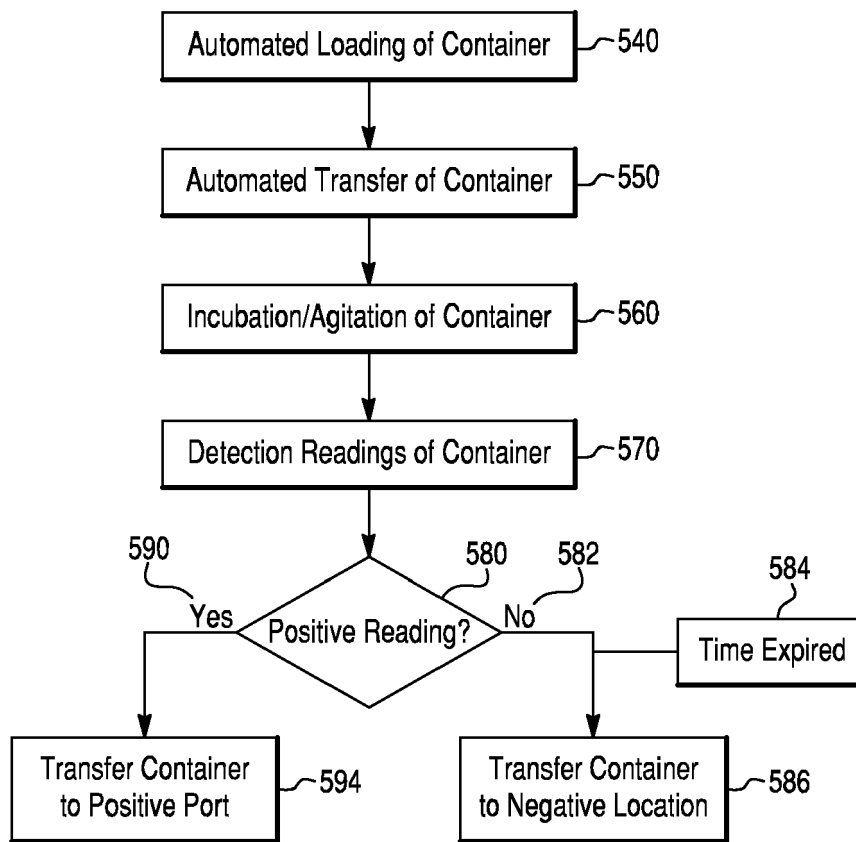 Automated Loading of Container
540
Automated Transfer of Container
550
Incubation/Agitation of Container
560
Detection Readings of Container
570
590
580
582
584
Yes
Positive Reading?
No
Time Expired
Transfer Container
to Positive Port
594
Transfer Container
to Negative Location
586